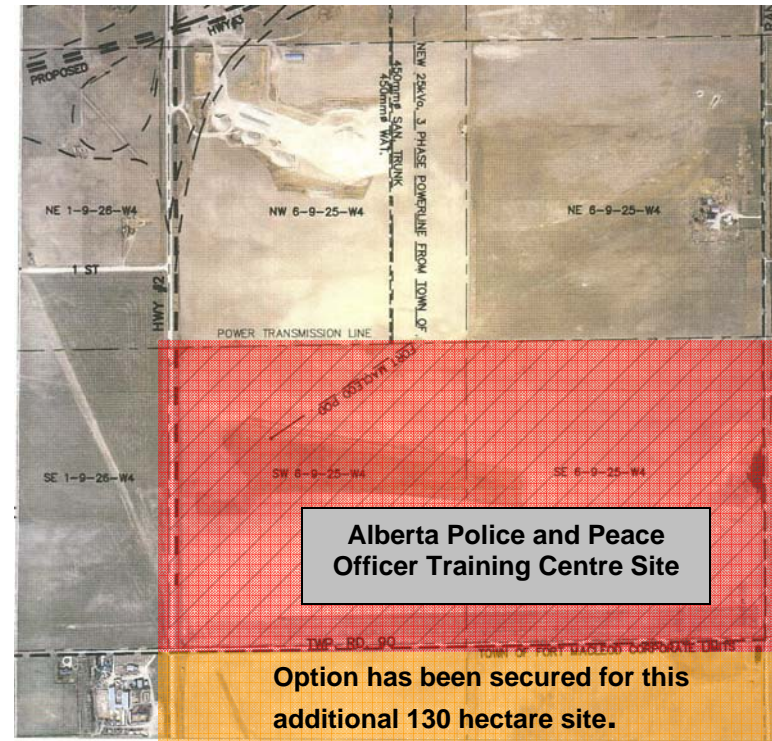 HWY #3
PROPOSED
NEW 25kVa, 3 PHASE POWERLINE FROM TOWN OF
450mmø SAN. TRUNK
450mmø WAT.
NE 1-9-26-W4
NW 6-9-25-W4
NE 6-9-25-W4
1 ST
HWY #2
POWER TRANSMISSION LINE
FORT MACLEOD BDD
SE 1-9-26-W4
SW 6-9-25-W4
SE 6-9-25-W4
Alberta Police and Peace
Officer Training Centre Site
TWP. RD. 90
TOWN OF FORT MACLEOD CORPORATE LIMITS
Option has been secured for this
additional 130 hectare site.